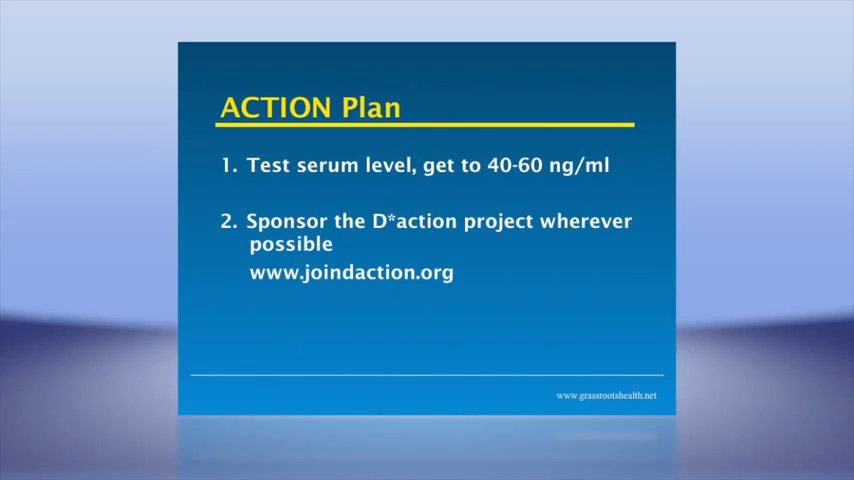 ACTION Plan
1. Test serum level, get to 40-60 ng/ml
2. Sponsor the D*action project wherever
possible
www.joindaction.org
www.grassrootshealth.net